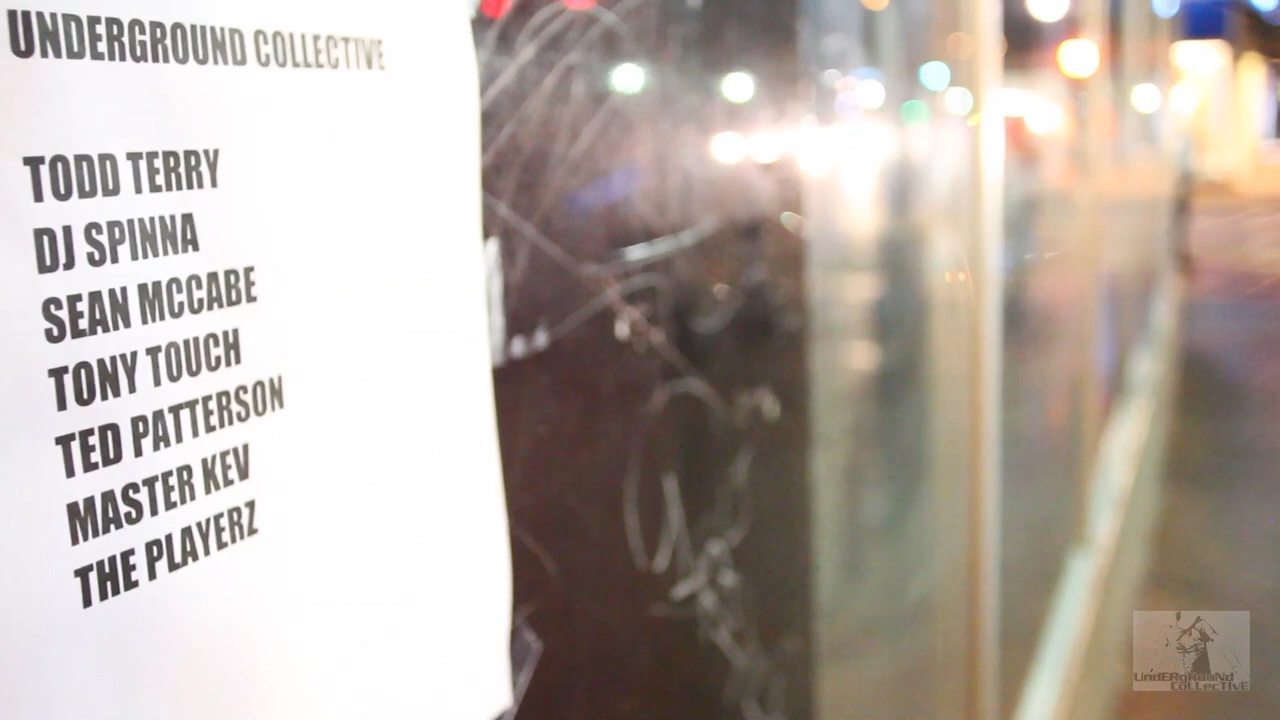 UNDERGROUND COLLECTIVE
TODD TERRY
DJ SPINNA
SEAN MCCABE
TONY TOUCH
TED PATTERSON
MASTER KEV
THE PLAYERZ
UndERgRouNd
CoLLecTIvE